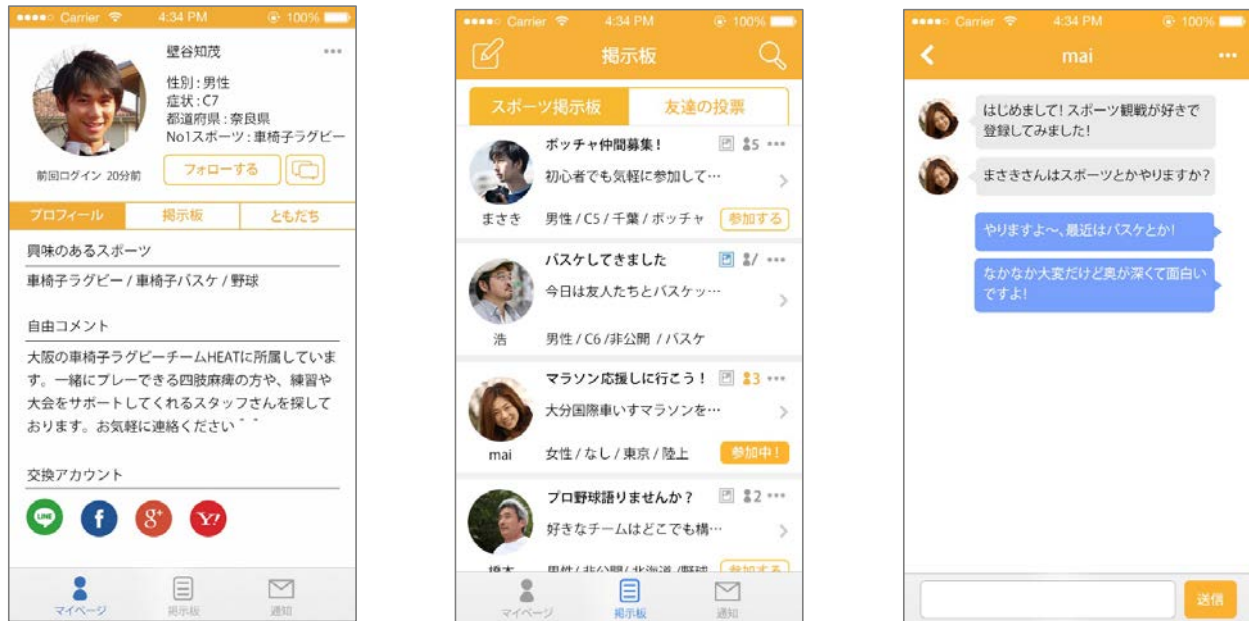 Carrier 4:34 PM 100%
壁谷知茂
性別：男性
症状：C7
都道府県：奈良県
No1スポーツ：車椅子ラグビー
前回ログイン 20分前
フォローする
プロフィール 掲示板 ともだち
興味のあるスポーツ
車椅子ラグビー / 車椅子バスケ / 野球
自由コメント
大阪の車椅子ラグビーチームHEATに所属していま
す。一緒にプレーできる四肢麻痺の方や、練習や
大会をサポートしてくれるスタッフさんを探して
おります。お気軽に連絡ください＾＾
交換アカウント
LINE f g+ Y!
マイページ 掲示板 通知
Carrier 4:34 PM 100%
掲示板
スポーツ掲示板 友達の投票
ボッチャ仲間募集！ 5
初心者でも気軽に参加して…
まさき 男性 / C5 / 千葉 / ボッチャ 参加する
バスケしてきました
今日は友人たちとバスケッ…
浩 男性 / C6 /非公開 / バスケ
マラソン応援しに行こう！ 3
大分国際車いすマラソンを…
mai 女性 / なし / 東京 / 陸上 参加中！
プロ野球語りませんか？ 2
好きなチームはどこでも構…
橋本 男性 / 非公開 / 北海道 /野球 参加する
マイページ 掲示板 通知
Carrier 4:34 PM 100%
mai
はじめまして！スポーツ観戦が好きで
登録してみました！
まさきさんはスポーツとかやりますか？
やりますよ〜、最近はバスケとか！
なかなか大変だけど奥が深くて面白い
ですよ！
送信